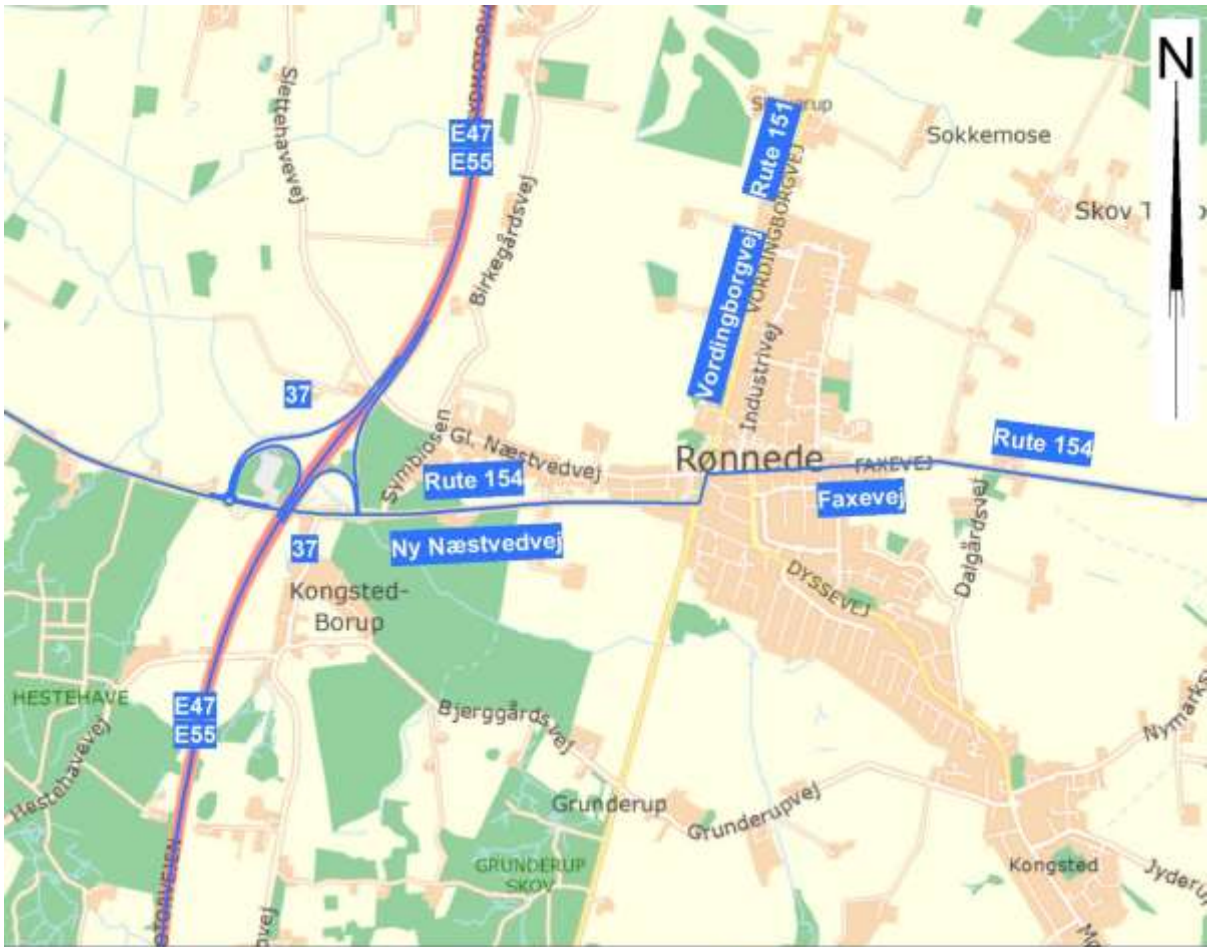 N
Slettehavevej
E47
E55
Birkegårdsvej
Rute 151
Sokkemose
VORDINGBORGVEJ
Vordingborgvej
Industrivej
37
Symbiosen
Gl. Næstvedvej
Rute 154
Rønnede
FAXEVEJ
Rute 154
Faxevej
Dalgårdsvej
37
Ny Næstvedvej
Kongsted-
Borup
DYSSEVEJ
HESTEHAVE
E47
E55
Hestehavevej
Bjerggårdsvej
Grunderup
Grunderupvej
GRUNDERUP
SKOV
Kongsted
Skov